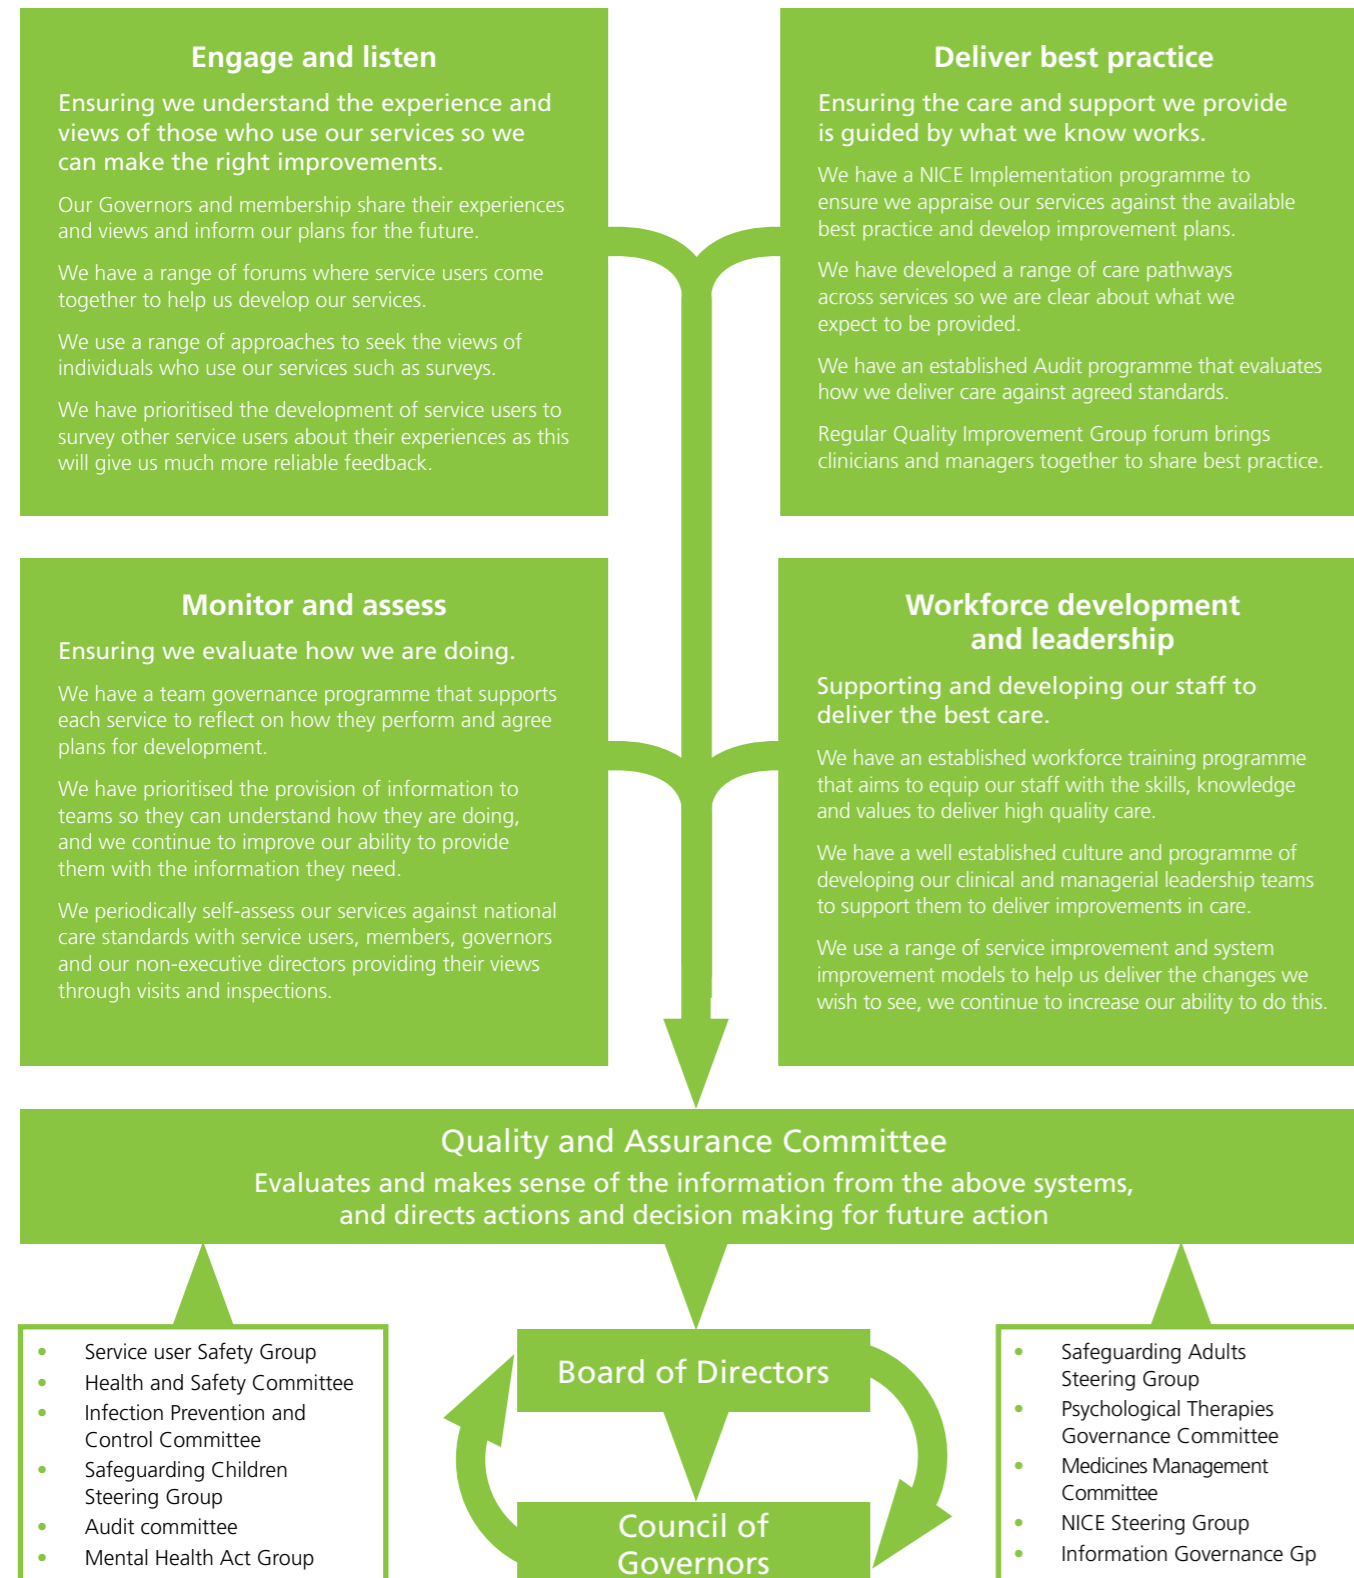 Engage and listen
Ensuring we understand the experience and
views of those who use our services so we
can make the right improvements.
Our Governors and membership share their experiences
and views and inform our plans for the future.
We have a range of forums where service users come
together to help us develop our services.
We use a range of approaches to seek the views of
individuals who use our services such as surveys.
We have prioritised the development of service users to
survey other service users about their experiences as this
will give us much more reliable feedback.
Deliver best practice
Ensuring the care and support we provide
is guided by what we know works.
We have a NICE Implementation programme to
ensure we appraise our services against the available
best practice and develop improvement plans.
We have developed a range of care pathways
across services so we are clear about what we
expect to be provided.
We have an established Audit programme that evaluates
how we deliver care against agreed standards.
Regular Quality Improvement Group forum brings
clinicians and managers together to share best practice.
Monitor and assess
Ensuring we evaluate how we are doing.
We have a team governance programme that supports
each service to reflect on how they perform and agree
plans for development.
We have prioritised the provision of information to
teams so they can understand how they are doing,
and we continue to improve our ability to provide
them with the information they need.
We periodically self-assess our services against national
care standards with service users, members, governors
and our non-executive directors providing their views
through visits and inspections.
Workforce development
and leadership
Supporting and developing our staff to
deliver the best care.
We have an established workforce training programme
that aims to equip our staff with the skills, knowledge
and values to deliver high quality care.
We have a well established culture and programme of
developing our clinical and managerial leadership teams
to support them to deliver improvements in care.
We use a range of service improvement and system
improvement models to help us deliver the changes we
wish to see, we continue to increase our ability to do this.
Quality and Assurance Committee
Evaluates and makes sense of the information from the above systems,
and directs actions and decision making for future action
• Service user Safety Group
• Health and Safety Committee
• Infection Prevention and
Control Committee
• Safeguarding Children
Steering Group
• Audit committee
• Mental Health Act Group
Board of Directors
Council of
Governors
• Safeguarding Adults
Steering Group
• Psychological Therapies
Governance Committee
• Medicines Management
Committee
• NICE Steering Group
• Information Governance Gp